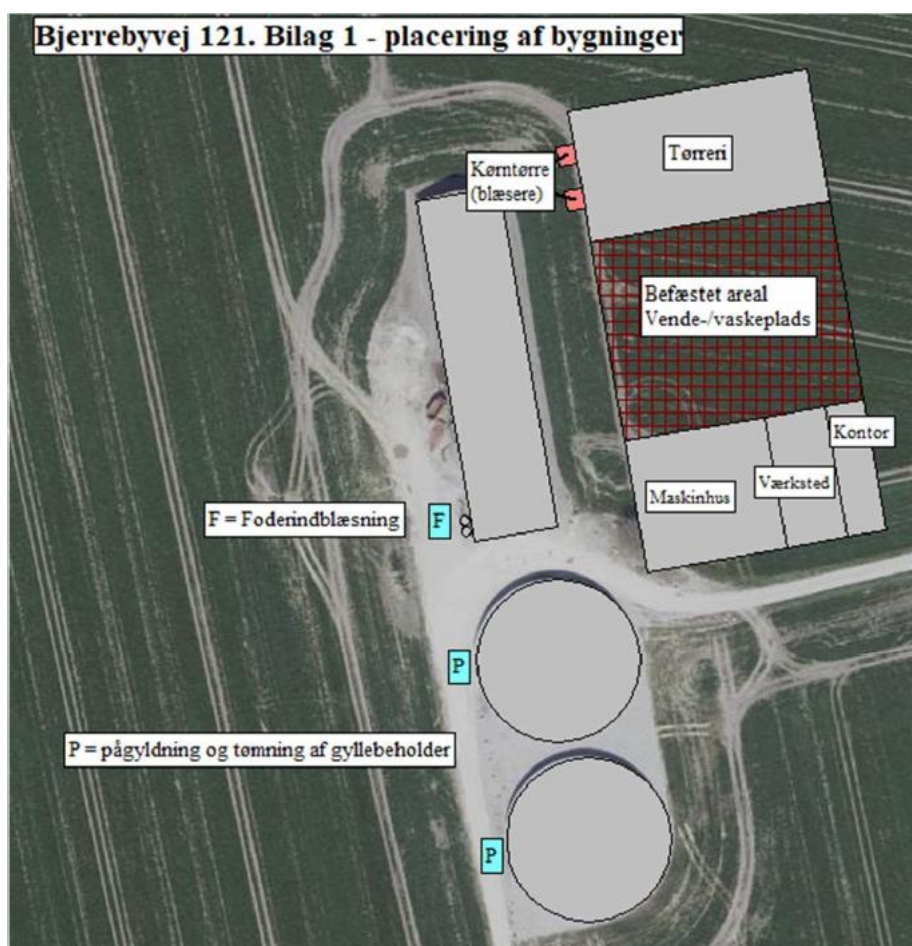 Bjerrebyvej 121. Bilag 1 - placering af bygninger
Tørreri
Kørntørre
(blæsere)
Befæstet areal
Vende-/vaskeplads
Kontor
Værksted
Maskinhus
F = Foderindblæsning
F
P
P = pågyldning og tømning af gyllebeholder
P